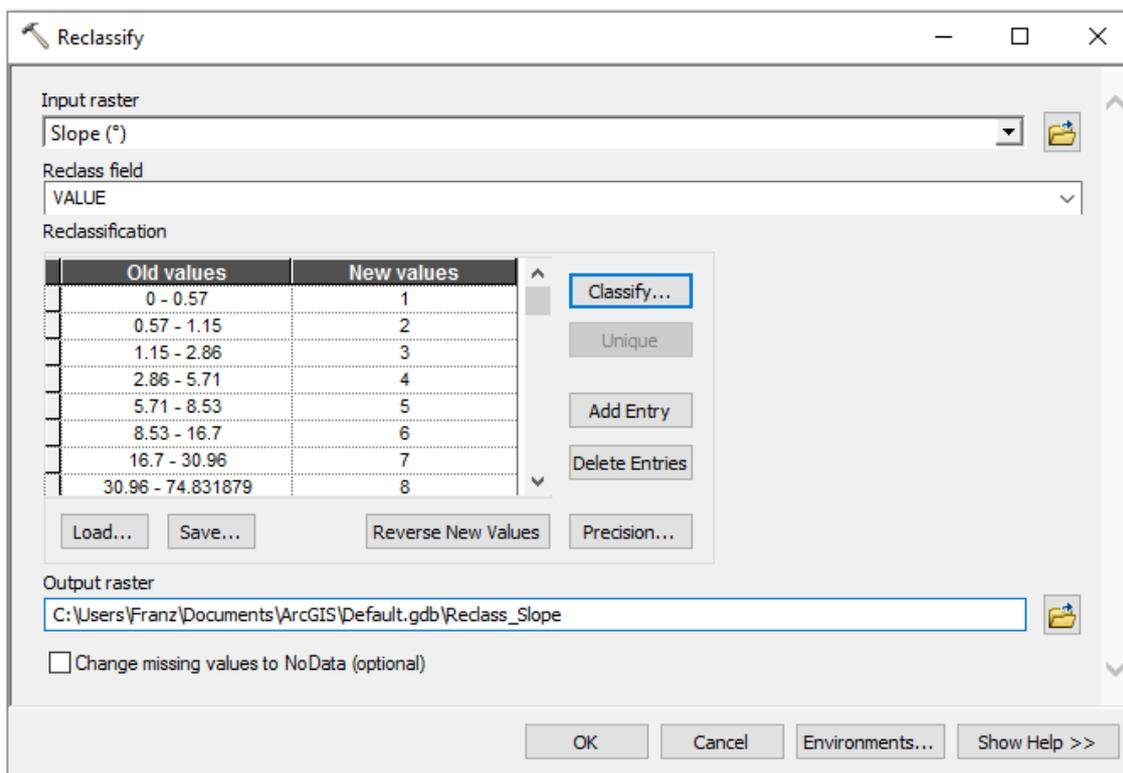 Reclassify
Input raster
Slope (°)
Reclass field
VALUE
Reclassification
Old values New values
0 - 0.57 1
0.57 - 1.15 2
1.15 - 2.86 3
2.86 - 5.71 4
5.71 - 8.53 5
8.53 - 16.7 6
16.7 - 30.96 7
30.96 - 74.831879 8
Classify...
Unique
Add Entry
Delete Entries
Load... Save... Reverse New Values Precision...
Output raster
C:\Users\Franz\Documents\ArcGIS\Default.gdb\Reclass_Slope
Change missing values to NoData (optional)
OK Cancel Environments... Show Help >>